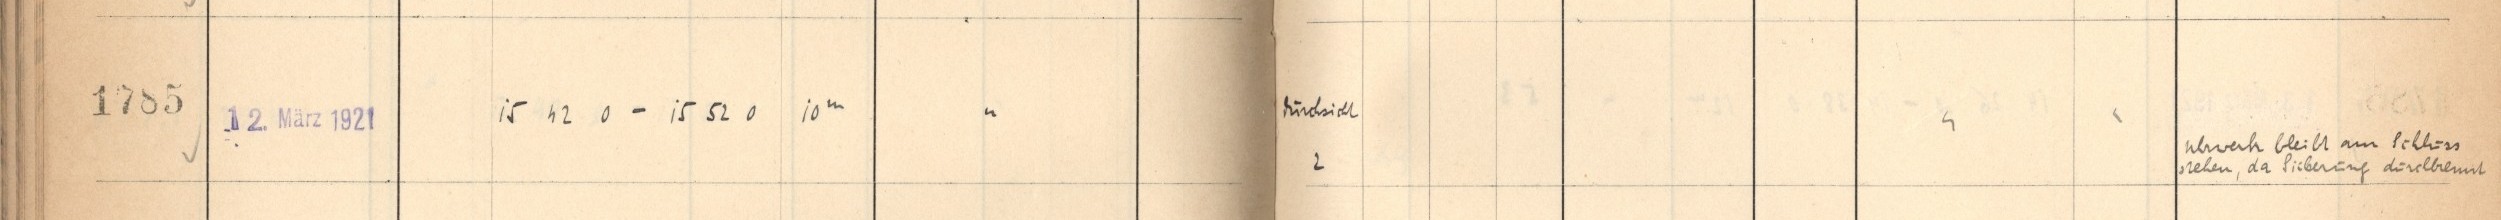 1785
12. März 1921
15 42 0 – 15 52 0 10ᵐ
"
Durchsicht
2
"
"
Uhrwerk bleibt am Schluss
stehen, da Sicherung durchbrennt